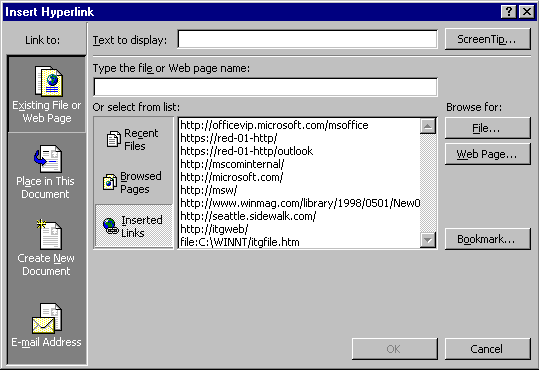 Insert Hyperlink
Link to:
Text to display:
ScreenTip...
Existing File or
Web Page
Place in This
Document
Create New
Document
E-mail Address
Type the file or Web page name:
Or select from list:
Browse for:
Recent
Files
Browsed
Pages
Inserted
Links
http://officevip.microsoft.com/msoffice
https://red-01-http/
https://red-01-http/outlook
http://mscominternal/
http://microsoft.com/
http://msw/
http://www.winmag.com/library/1998/0501/New0
http://seattle.sidewalk.com/
http://itgweb/
file:C:\WINNT/itgfile.htm
File...
Web Page...
Bookmark...
OK
Cancel